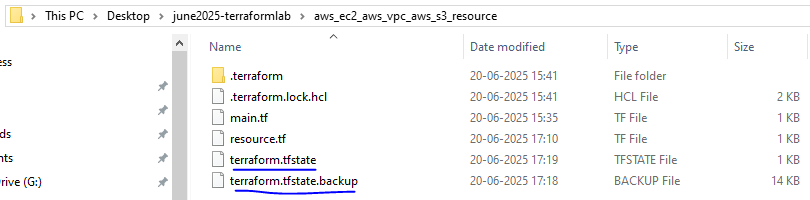 This PC > Desktop > june2025-terraformlab > aws_ec2_aws_vpc_aws_s3_resource
Name Date modified Type Size
.terraform 20-06-2025 15:41 File folder
.terraform.lock.hcl 20-06-2025 15:41 HCL File 2 KB
main.tf 20-06-2025 15:35 TF File 1 KB
resource.tf 20-06-2025 17:10 TF File 1 KB
terraform.tfstate 20-06-2025 17:19 TFSTATE File 1 KB
terraform.tfstate.backup 20-06-2025 17:18 BACKUP File 14 KB
ess
ds
nts
rive (G:)